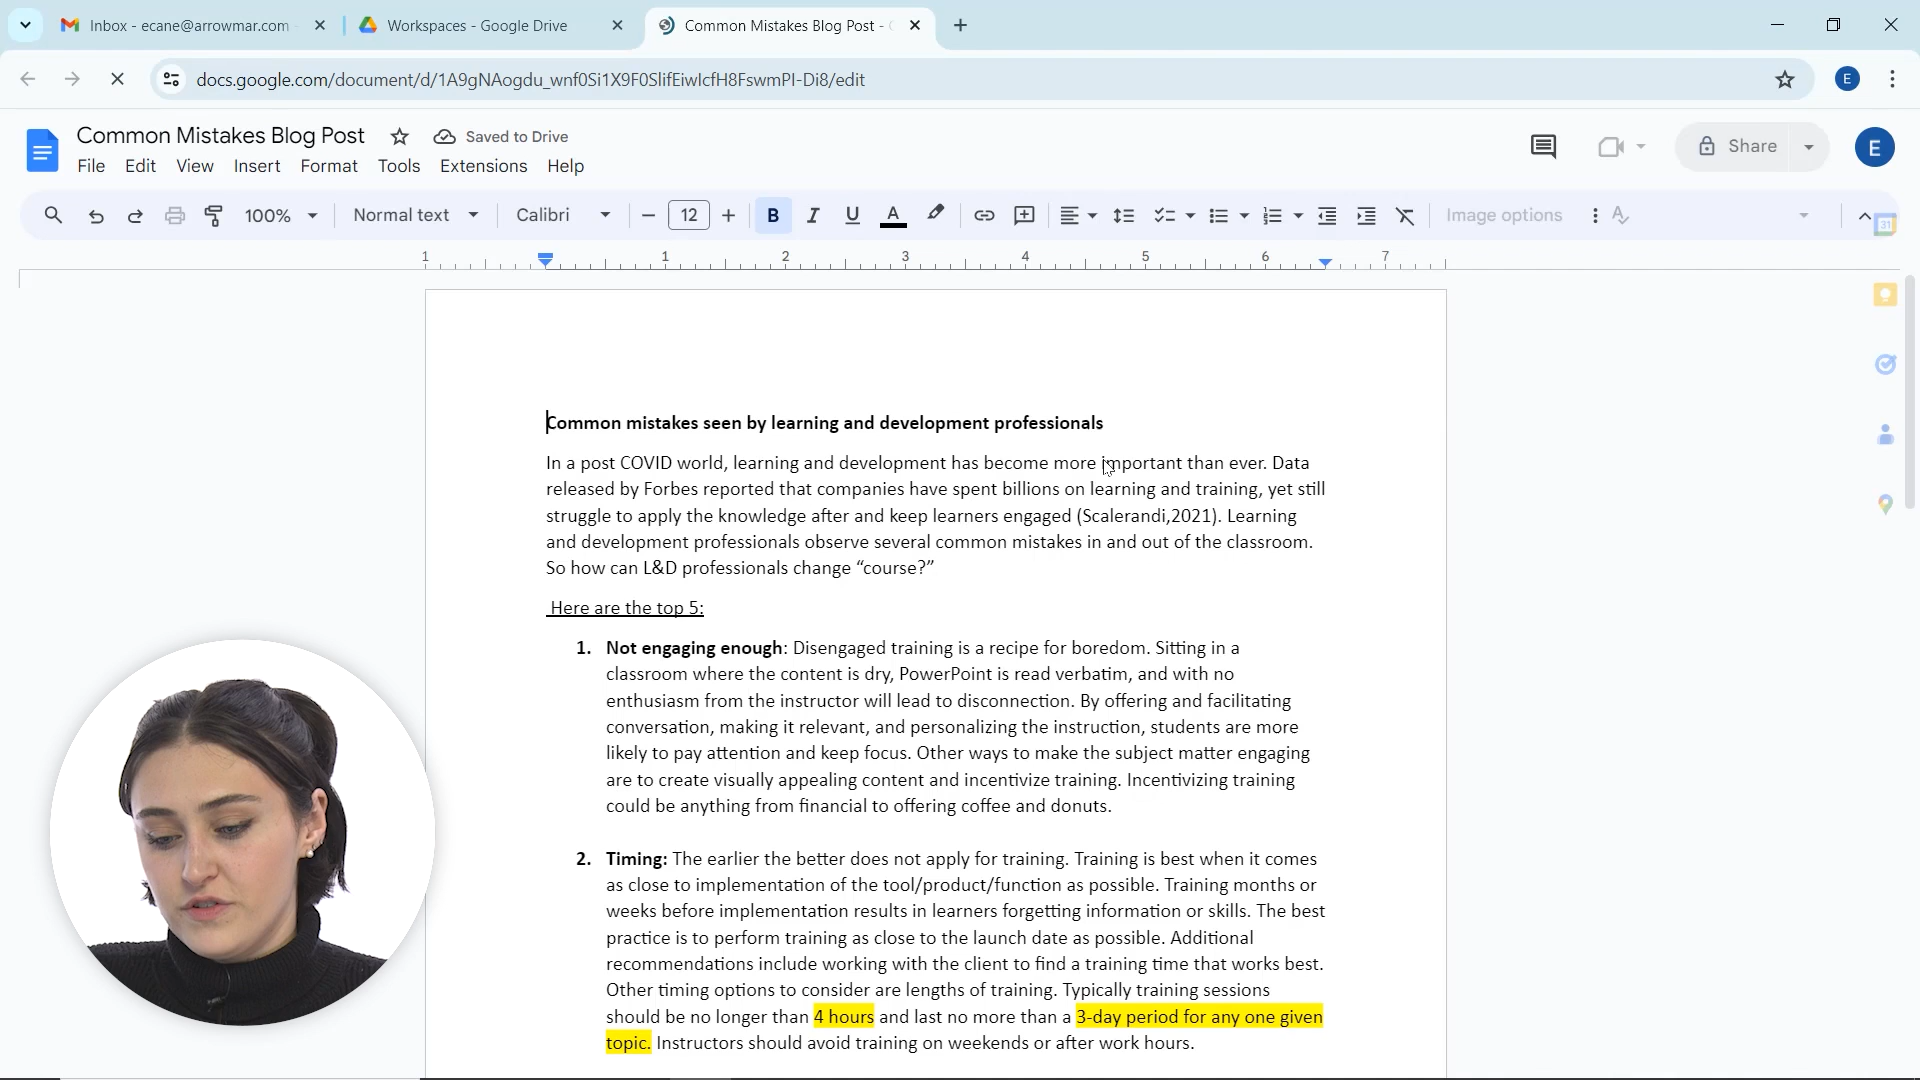 Inbox - ecane@arrowmar.com
Workspaces - Google Drive
Common Mistakes Blog Post -
docs.google.com/document/d/1A9gNAogdu_wnf0Si1X9F0SlifEiwlcfH8FswmPI-Di8/edit
E
Common Mistakes Blog Post
Saved to Drive
Share
E
File Edit View Insert Format Tools Extensions Help
100% Normal text Calibri 12 B I U A Image options
31
1 1 2 3 4 5 6 7
Common mistakes seen by learning and development professionals
In a post COVID world, learning and development has become more important than ever. Data
released by Forbes reported that companies have spent billions on learning and training, yet still
struggle to apply the knowledge after and keep learners engaged (Scalerandi,2021). Learning
and development professionals observe several common mistakes in and out of the classroom.
So how can L&D professionals change “course?”
Here are the top 5:
1. Not engaging enough: Disengaged training is a recipe for boredom. Sitting in a
classroom where the content is dry, PowerPoint is read verbatim, and with no
enthusiasm from the instructor will lead to disconnection. By offering and facilitating
conversation, making it relevant, and personalizing the instruction, students are more
likely to pay attention and keep focus. Other ways to make the subject matter engaging
are to create visually appealing content and incentivize training. Incentivizing training
could be anything from financial to offering coffee and donuts.
2. Timing: The earlier the better does not apply for training. Training is best when it comes
as close to implementation of the tool/product/function as possible. Training months or
weeks before implementation results in learners forgetting information or skills. The best
practice is to perform training as close to the launch date as possible. Additional
recommendations include working with the client to find a training time that works best.
Other timing options to consider are lengths of training. Typically training sessions
should be no longer than 4 hours and last no more than a 3-day period for any one given
topic. Instructors should avoid training on weekends or after work hours.